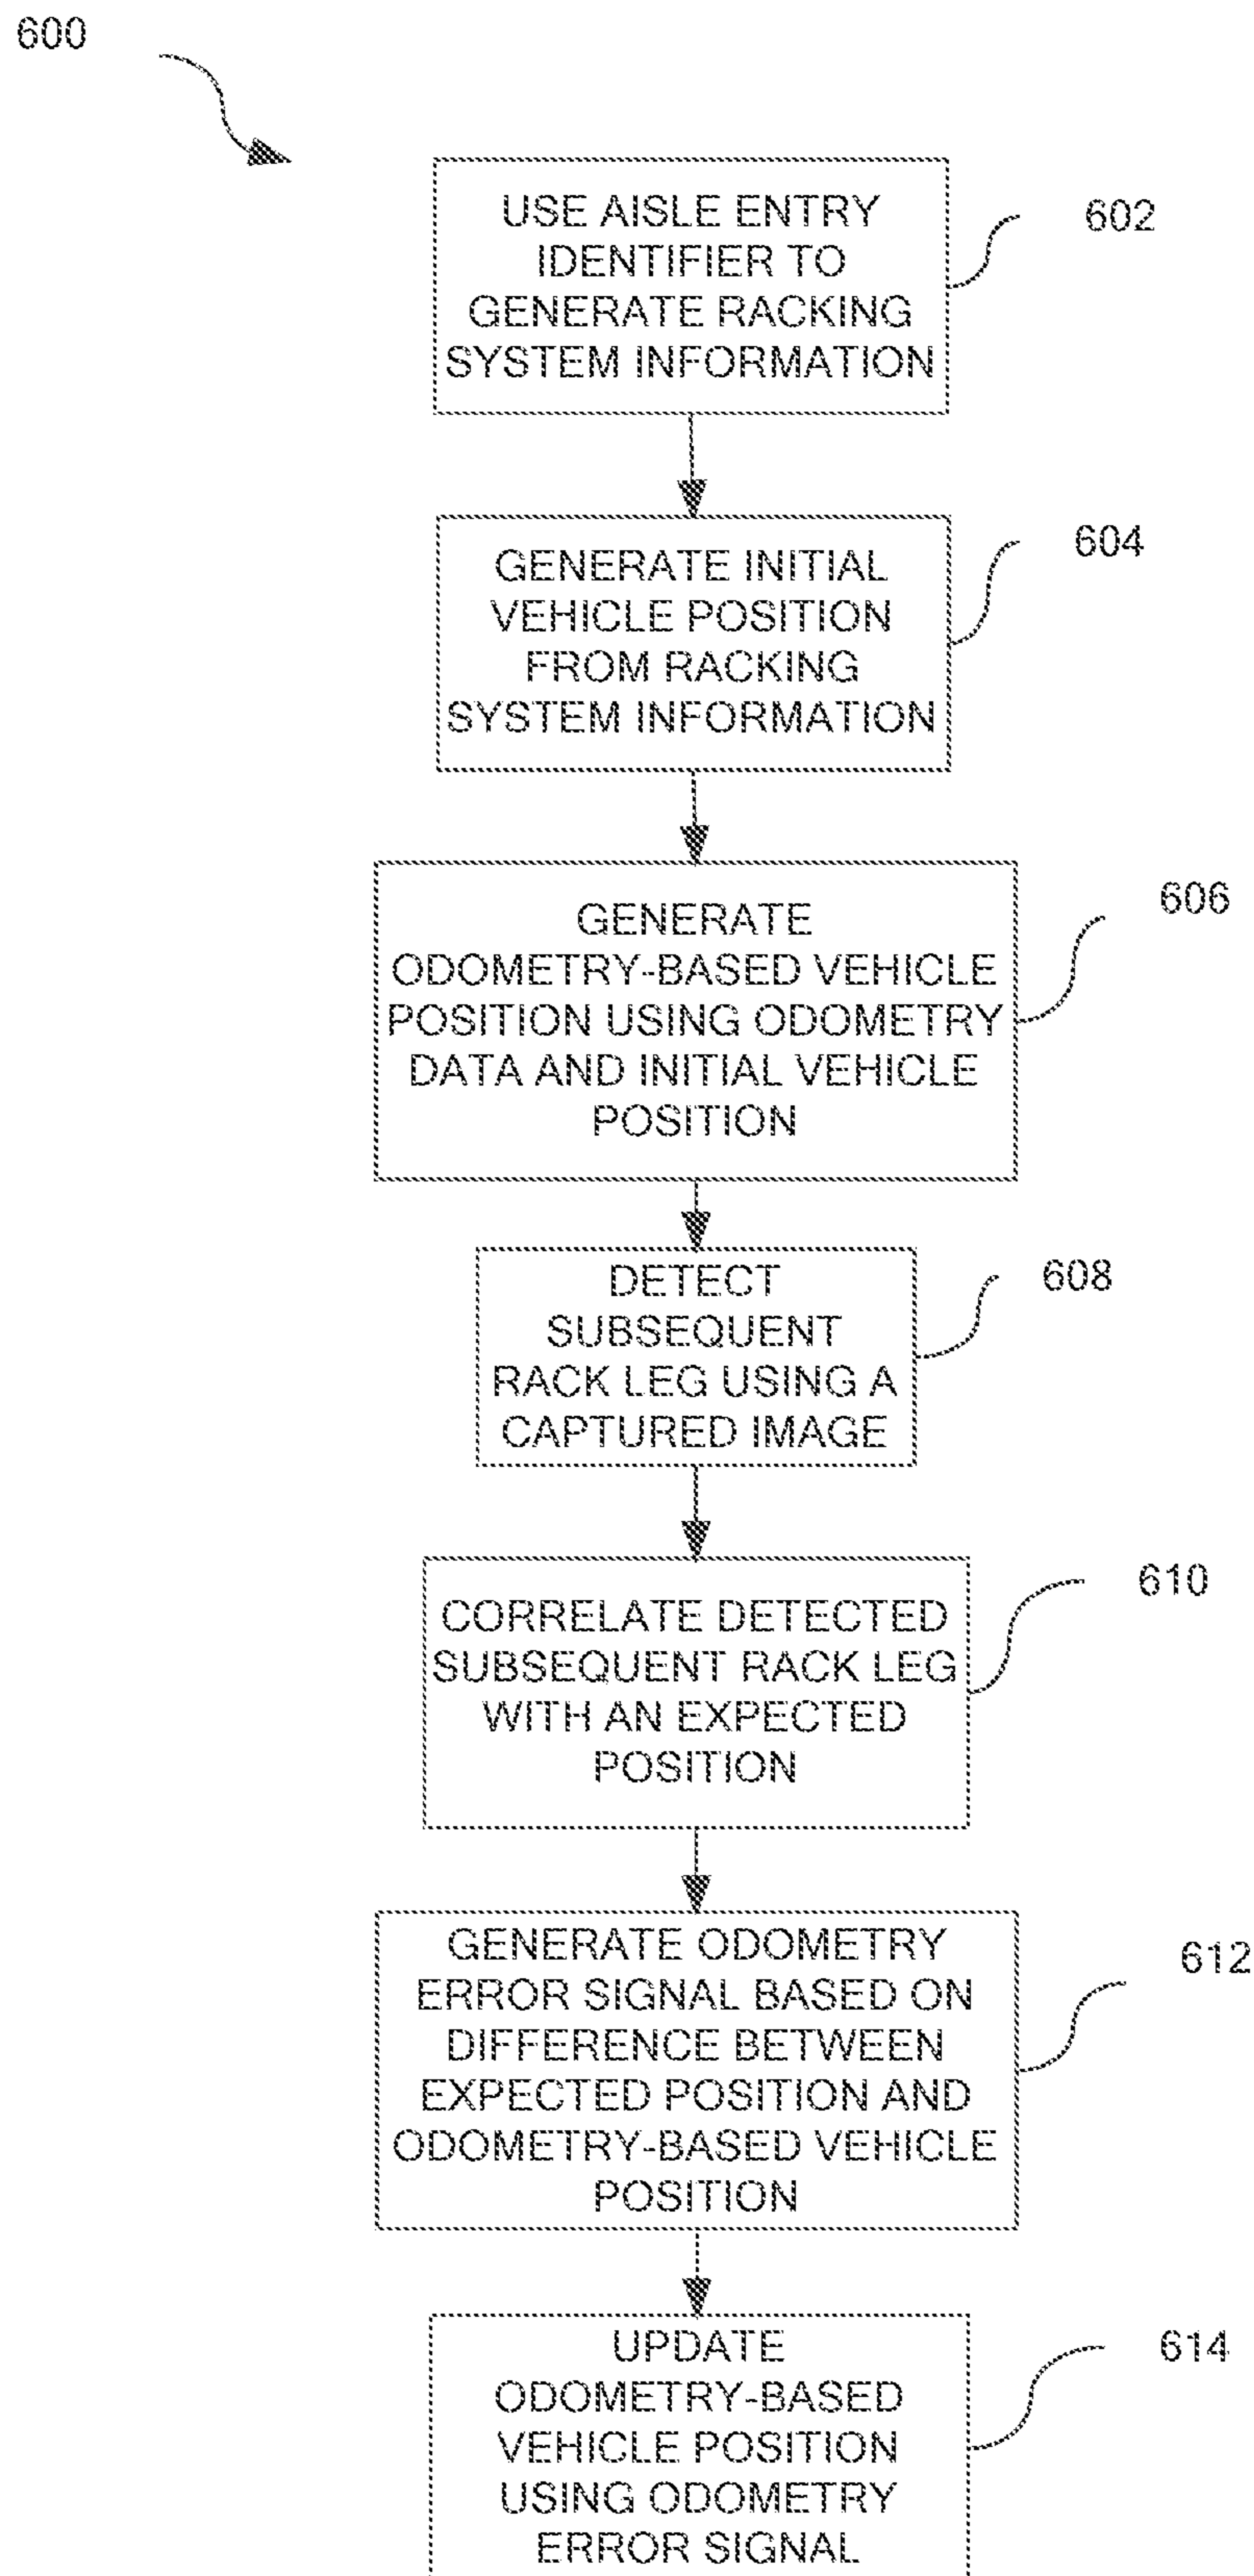 600
USE AISLE ENTRY
IDENTIFIER TO
GENERATE RACKING
SYSTEM INFORMATION
602
GENERATE INITIAL
VEHICLE POSITION
FROM RACKING
SYSTEM INFORMATION
604
GENERATE
ODOMETRY-BASED VEHICLE
POSITION USING ODOMETRY
DATA AND INITIAL VEHICLE
POSITION
606
DETECT
SUBSEQUENT
RACK LEG USING A
CAPTURED IMAGE
608
CORRELATE DETECTED
SUBSEQUENT RACK LEG
WITH AN EXPECTED
POSITION
610
GENERATE ODOMETRY
ERROR SIGNAL BASED ON
DIFFERENCE BETWEEN
EXPECTED POSITION AND
ODOMETRY-BASED VEHICLE
POSITION
612
UPDATE
ODOMETRY-BASED
VEHICLE POSITION
USING ODOMETRY
ERROR SIGNAL
614